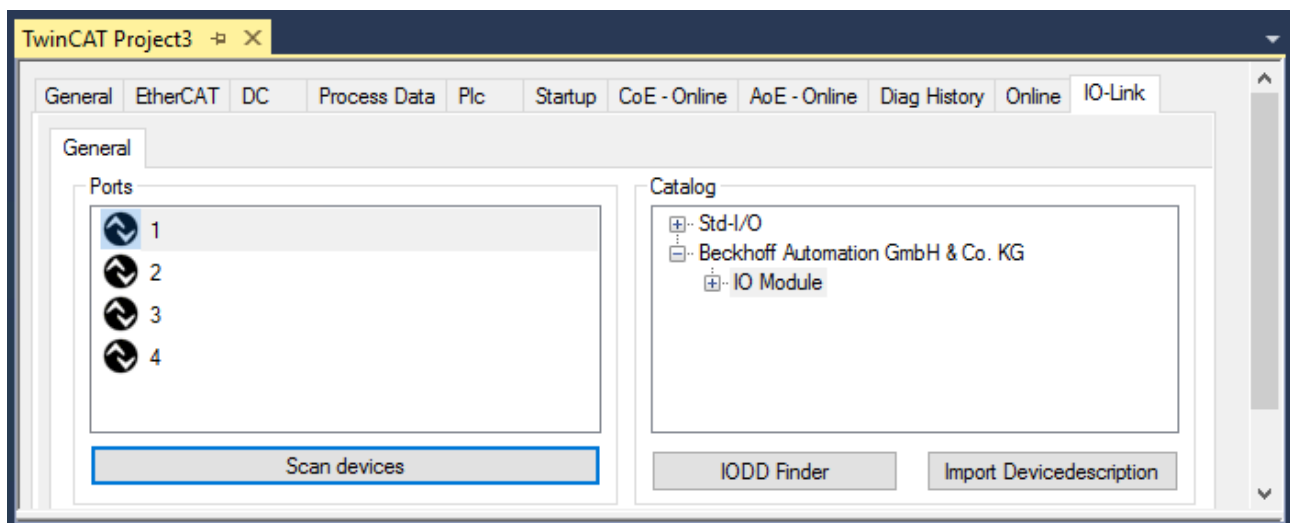 TwinCAT Project3
General EtherCAT DC Process Data Plc Startup CoE - Online AoE - Online Diag History Online IO-Link
General
Ports
1
2
3
4
Scan devices
Catalog
Std-I/O
Beckhoff Automation GmbH & Co. KG
IO Module
IODD Finder Import Devicedescription